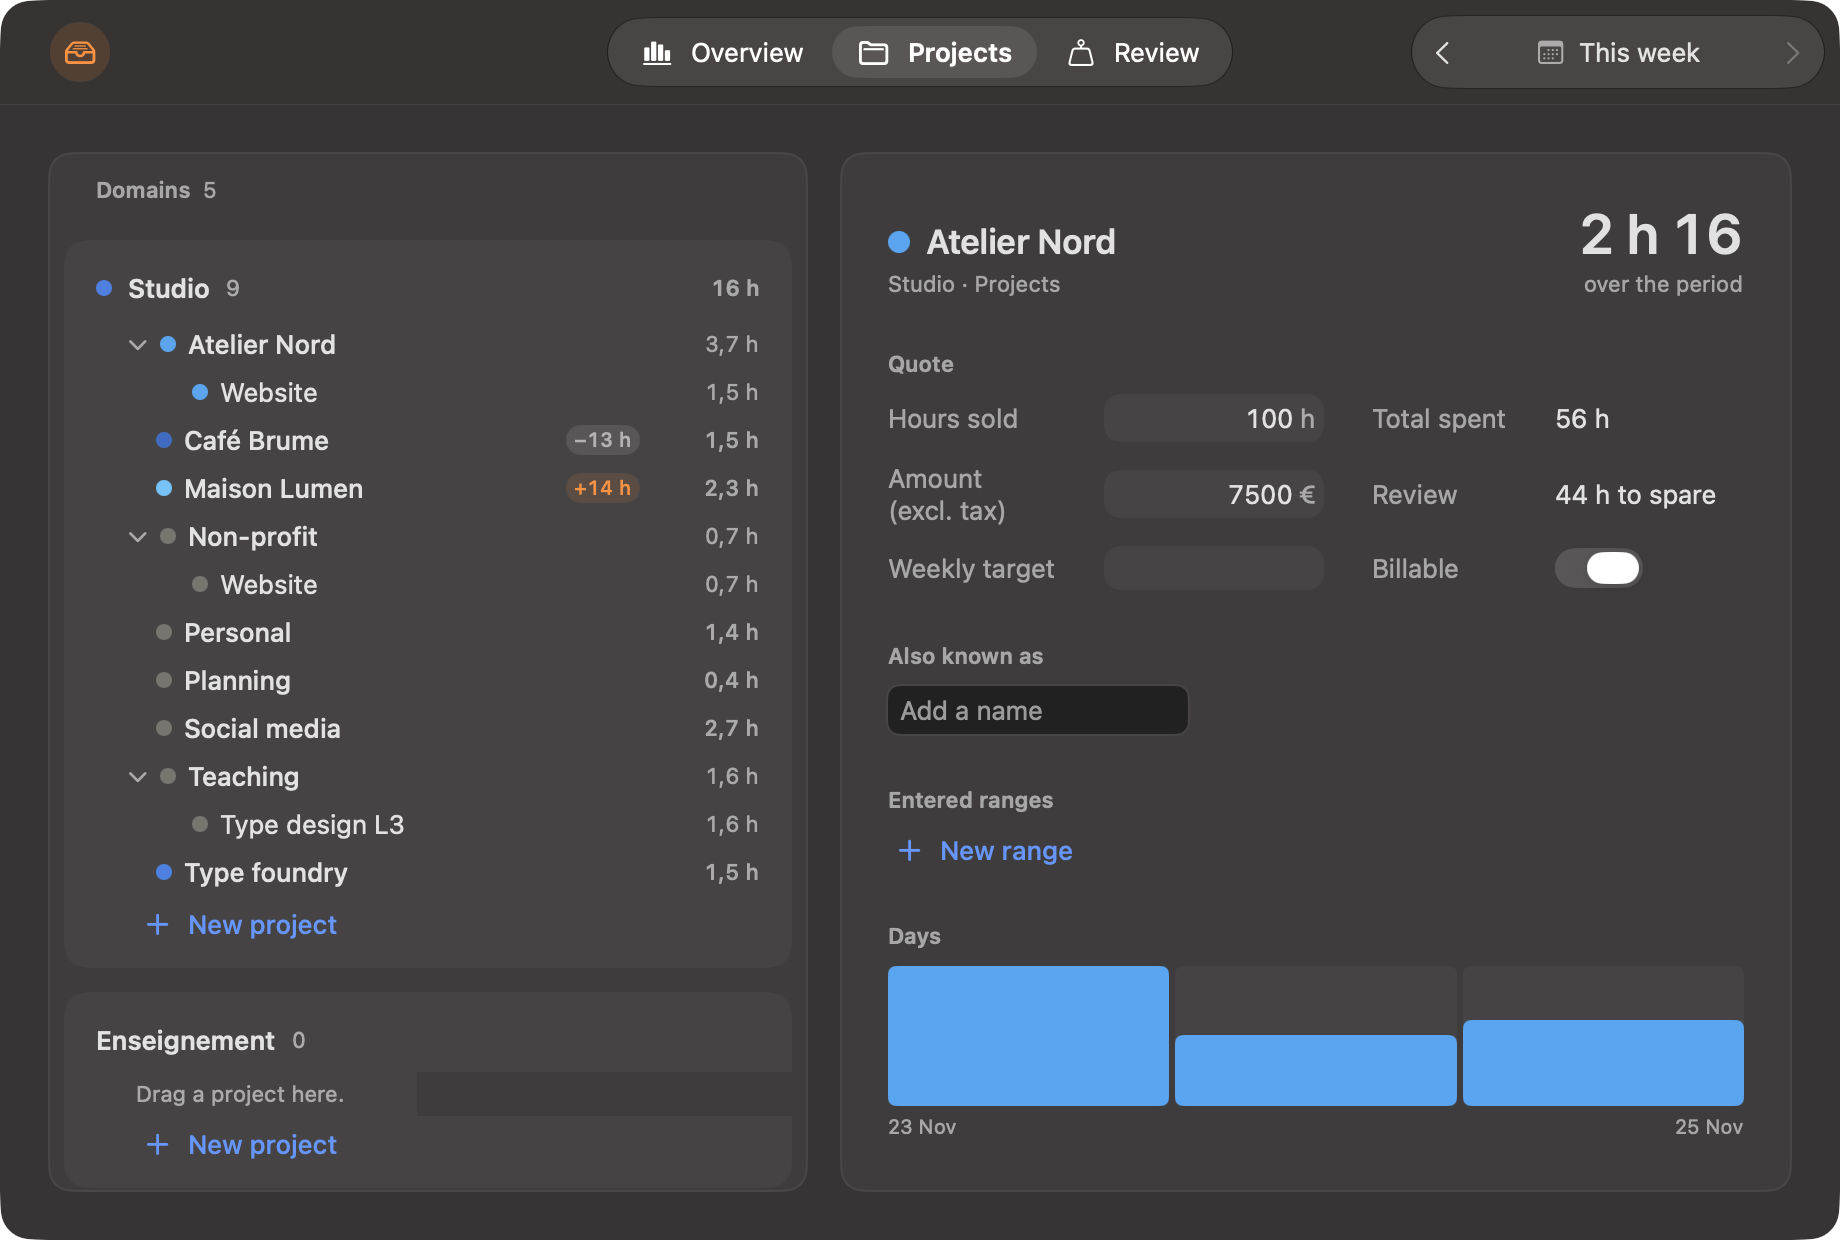 Overview
Projects
Review
This week
Domains 5
Studio 9 16 h
Atelier Nord 3,7 h
Website 1,5 h
Café Brume −13 h 1,5 h
Maison Lumen +14 h 2,3 h
Non-profit 0,7 h
Website 0,7 h
Personal 1,4 h
Planning 0,4 h
Social media 2,7 h
Teaching 1,6 h
Type design L3 1,6 h
Type foundry 1,5 h
New project
Enseignement 0
Drag a project here.
New project
Atelier Nord 2 h 16
Studio · Projects over the period
Quote
Hours sold 100 h Total spent 56 h
Amount
(excl. tax) 7500 € Review 44 h to spare
Weekly target Billable
Also known as
Add a name
Entered ranges
New range
Days
23 Nov 25 Nov